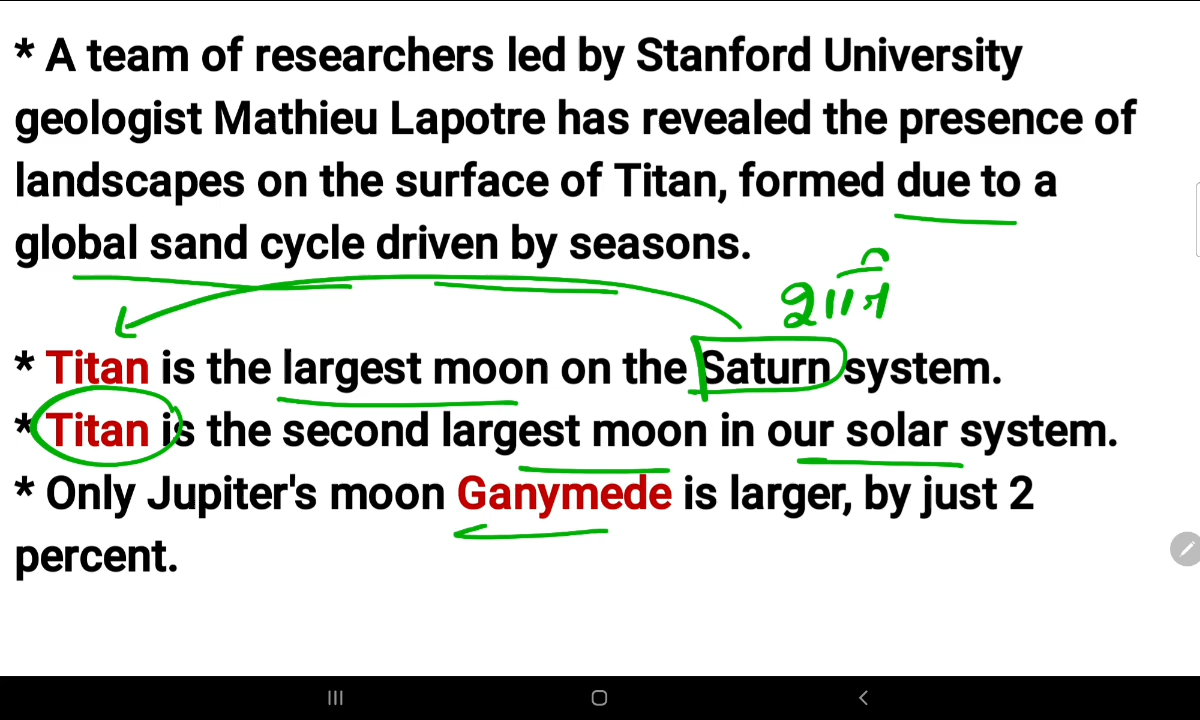 * A team of researchers led by Stanford University
geologist Mathieu Lapotre has revealed the presence of
landscapes on the surface of Titan, formed due to a
global sand cycle driven by seasons.
* Titan is the largest moon on the Saturn system.
* Titan is the second largest moon in our solar system.
* Only Jupiter's moon Ganymede is larger, by just 2
percent.